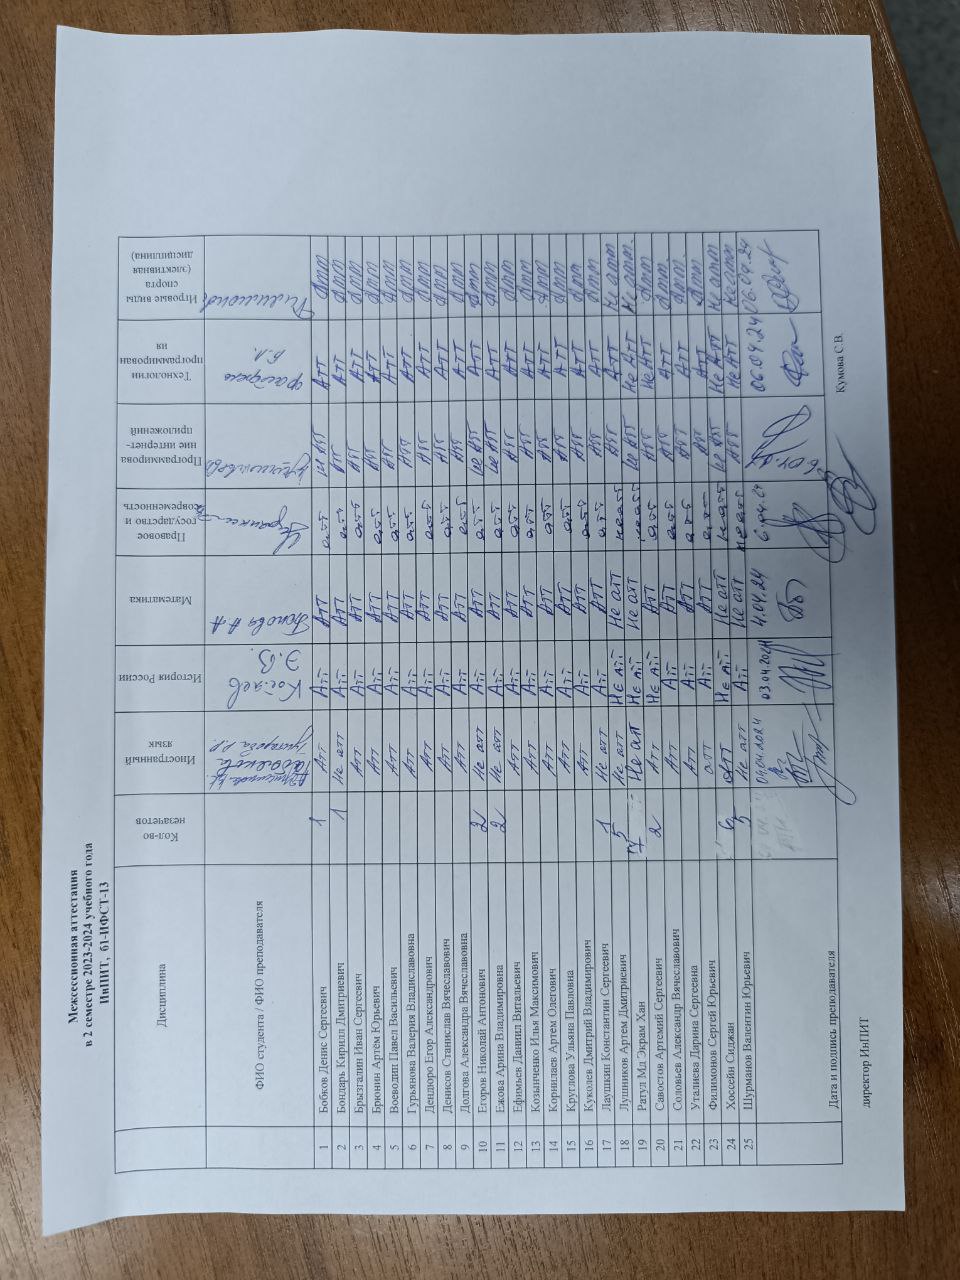 Межсессионная аттестация
в 2 семестре 2023-2024 учебного года
ИнПИТ, б1-ИФСТ-13
Дисциплина Кол-во незачетов Иностранный язык История России Математика Правовое государство и современность Программирова ние интернет-приложений Технологии программирован ия Игровые виды спорта (элективная дисциплина)
ФИО студента / ФИО преподавателя Э.В. Попова А.А Филимонов
1 Бобков Денис Сергеевич 1 Атт Атт Атт атт не Атт Атт Атт
2 Бондарь Кирилл Дмитриевич 1 Не атт Атт Атт атт Атт Атт Атт
3 Брызгалин Иван Сергеевич Атт Атт Атт атт Атт Атт Атт
4 Брюнин Артём Юрьевич Атт Атт Атт атт Атт Атт Атт
5 Воеводин Павел Васильевич Атт Атт Атт атт Атт Атт Атт
6 Гурьянова Валерия Владиславовна Атт Атт Атт атт Атт Атт Атт
7 Дендюро Егор Александрович Атт Атт Атт атт Атт Атт Атт
8 Денисов Станислав Вячеславович Атт Атт Атт атт Атт Атт Атт
9 Долгова Александра Вячеславовна Атт Атт Атт атт Атт Атт Атт
10 Егоров Николай Антонович 2 Не атт Атт Атт атт не Атт Атт Атт
11 Ежова Арина Владимировна 2 Не атт Атт Атт атт не Атт Атт Атт
12 Ефимьев Даниил Витальевич Атт Атт Атт атт Атт Атт Атт
13 Козынченко Илья Максимович Атт Атт Атт атт Атт Атт Атт
14 Корнилаев Артем Олегович Атт Атт Атт атт Атт Атт Атт
15 Круглова Ульяна Павловна Атт Атт Атт атт Атт Атт Атт
16 Куколев Дмитрий Владимирович Атт Атт Атт атт Атт Атт Атт
17 Лаушкин Константин Сергеевич 1 Не атт Атт Атт атт Атт Атт Атт
18 Лушников Артем Дмитриевич 5 Не атт Не атт Не атт не атт Атт Атт Не атт
19 Ратул Мд Экрам Хан 7 Не атт Не атт Не атт не атт не Атт Не Атт Не атт.
20 Савостов Артемий Сергеевич 2 Атт Не атт Атт атт Атт Не Атт Атт
21 Соловьев Александр Вячеславович Атт Атт Атт атт Атт Атт Атт.
22 Уталиева Дарина Сергеевна Атт Атт Атт атт Атт Атт Атт.
23 Филимонов Сергей Юрьевич атт Атт Атт Атт Атт Атт
24 Хоссейн Сиджан 6 Атт Не атт Не атт не атт не Атт Не Атт Не атт
25 Шурманов Валентин Юрьевич 5 Не атт Атт Не атт не атт Атт Не Атт Не атт
Дата и подпись преподавателя 04.04.2024 03.04.2024 4.04.24 6.04.24 06.04.24 06.04.24 06.04.24
директор ИнПИТ Кумова С.В.